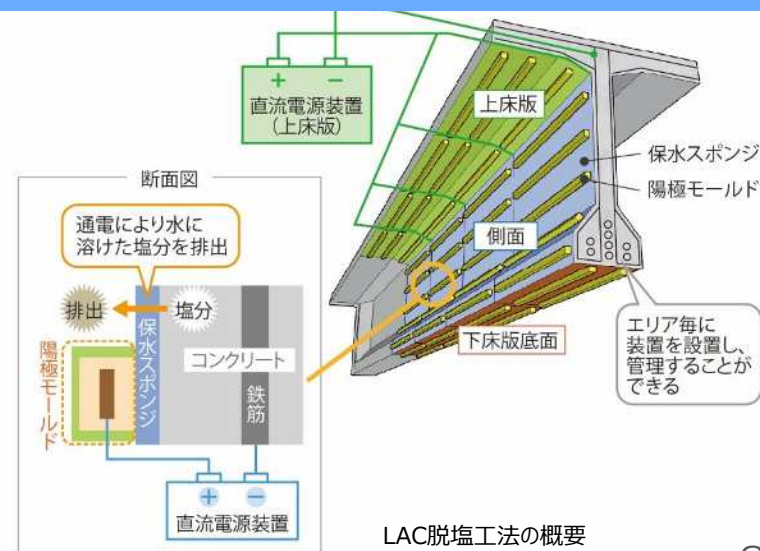 + −
直流電源装置
(上床版)
上床版
保水スポンジ
陽極モールド
側面
下床版底面
エリア毎に
装置を設置し、
管理することが
できる
断面図
通電により水に
溶けた塩分を排出
排出
塩分
保水スポンジ
コンクリート
鉄筋
陽極モールド
+ −
直流電源装置
LAC脱塩工法の概要